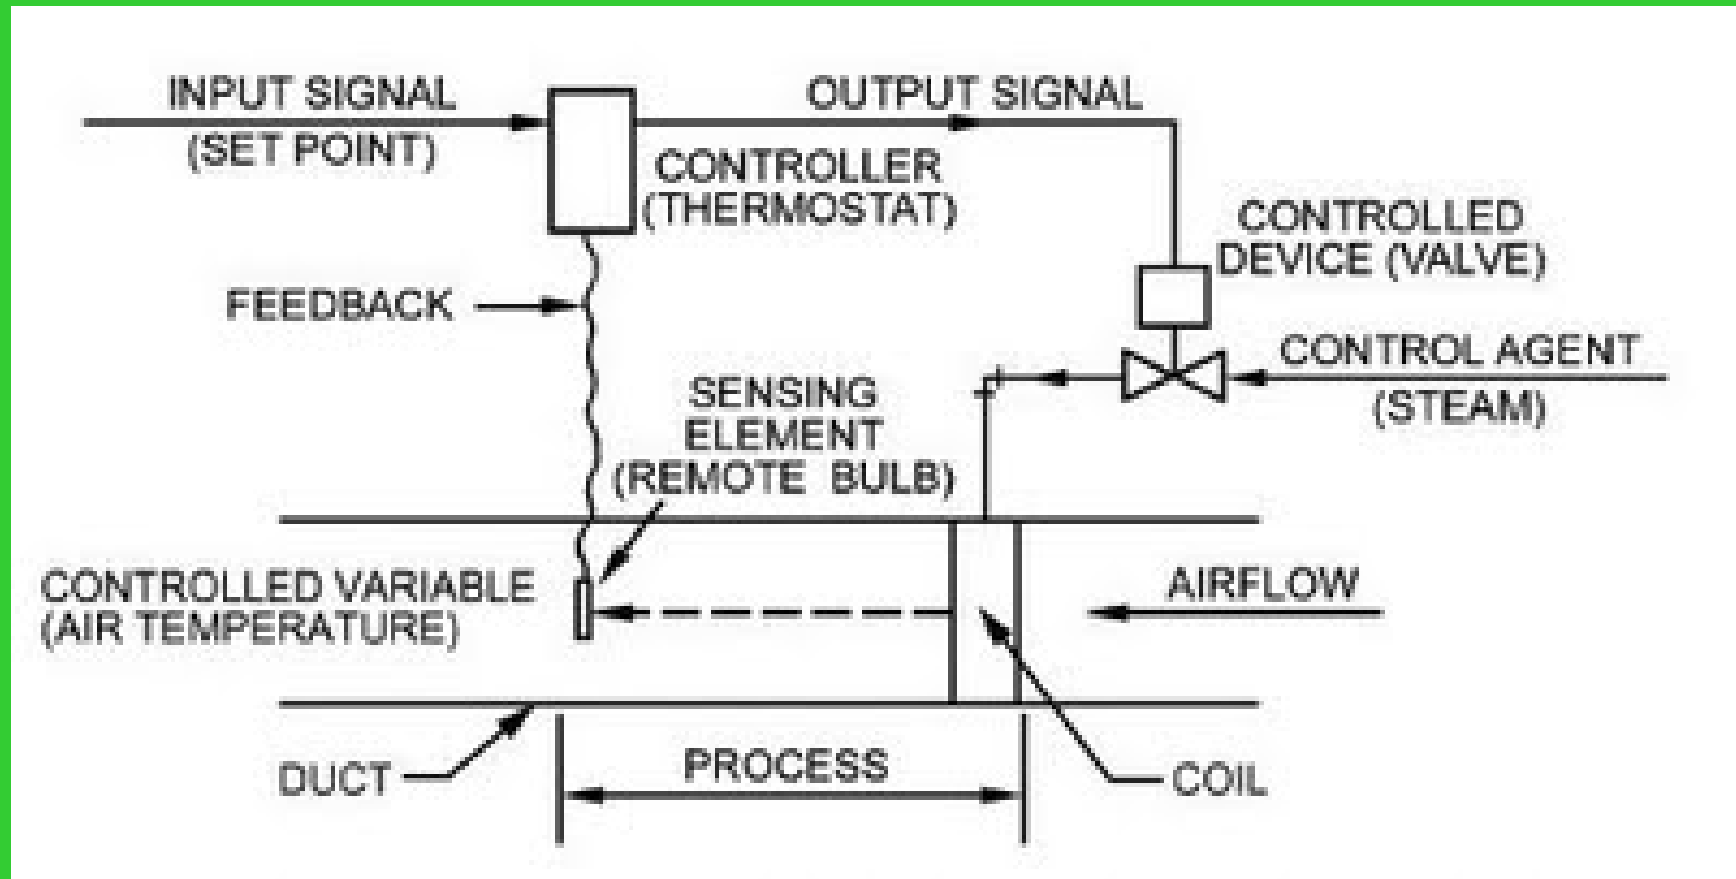 INPUT SIGNAL
(SET POINT)
OUTPUT SIGNAL
CONTROLLER
(THERMOSTAT)
CONTROLLED
DEVICE (VALVE)
FEEDBACK
CONTROL AGENT
(STEAM)
SENSING
ELEMENT
(REMOTE BULB)
CONTROLLED VARIABLE
(AIR TEMPERATURE)
AIRFLOW
DUCT
PROCESS
COIL